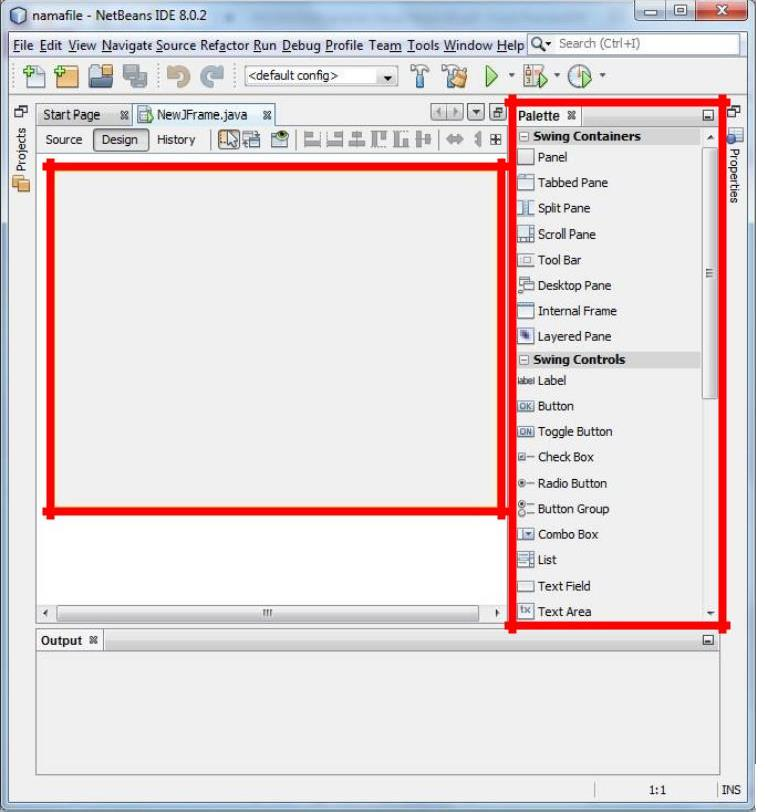 namafile - NetBeans IDE 8.0.2
File Edit View Navigate Source Refactor Run Debug Profile Team Tools Window Help Search (Ctrl+I)
<default config>
Start Page NewJFrame.java
Source Design History
Projects
Palette
Swing Containers
Panel
Tabbed Pane
Split Pane
Scroll Pane
Tool Bar
Desktop Pane
Internal Frame
Layered Pane
Swing Controls
label Label
OK Button
ON Toggle Button
Check Box
Radio Button
Button Group
Combo Box
List
Text Field
tx Text Area
Properties
Output
1:1 INS